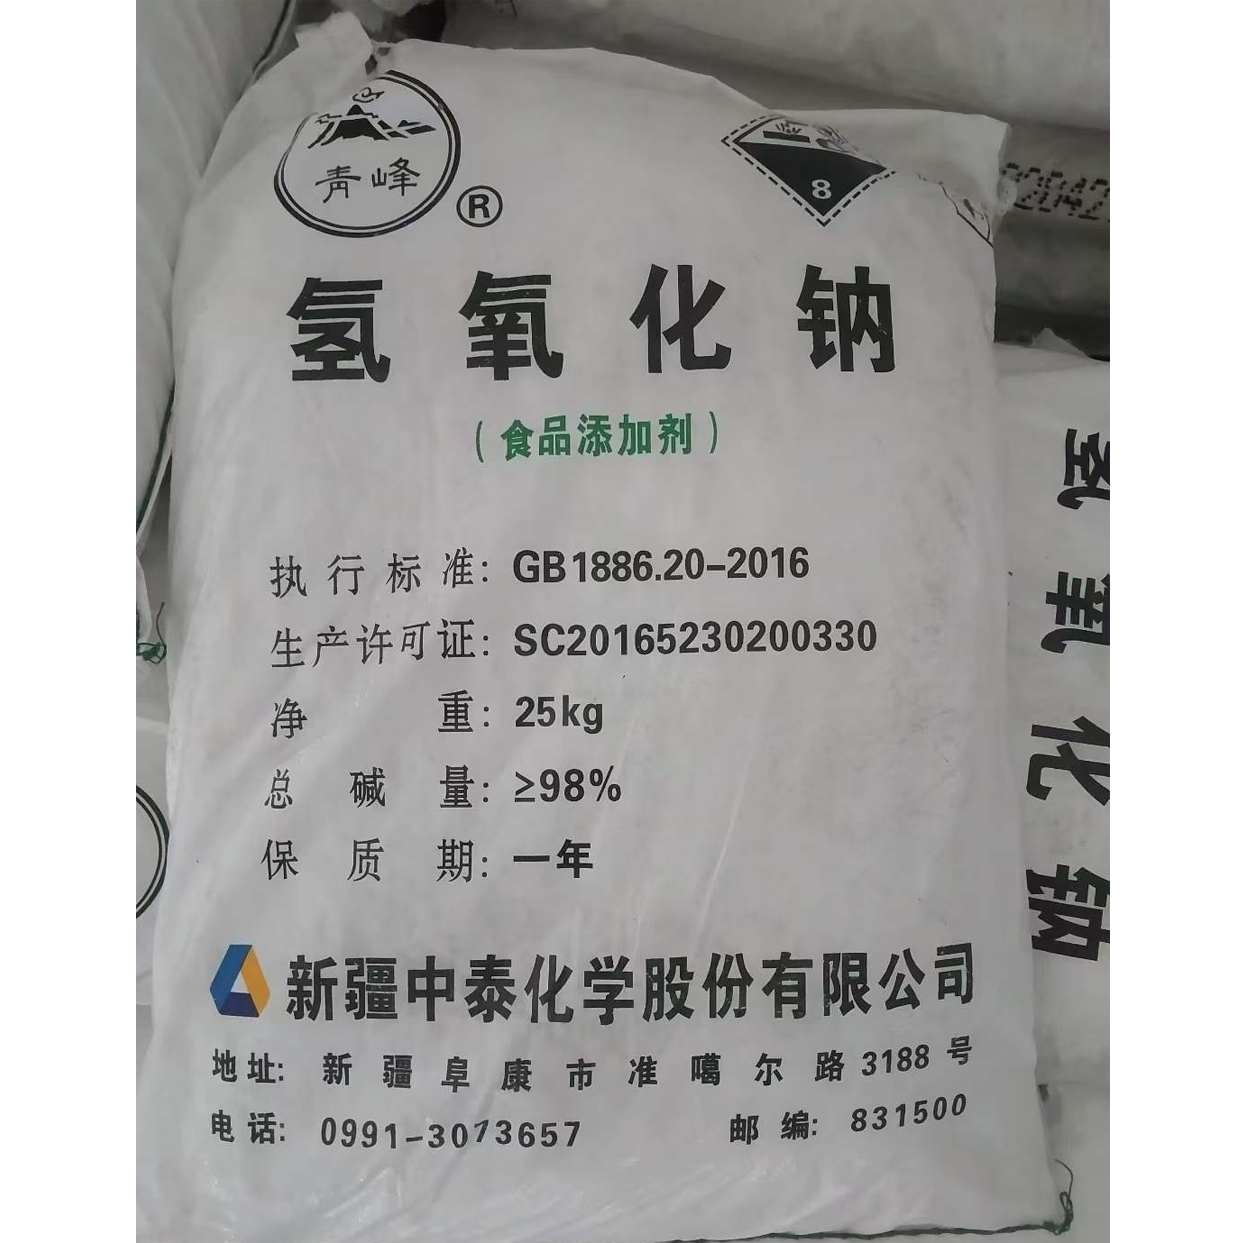 青峰
®
8
氢氧化钠
（食品添加剂）
执行标准：GB1886.20-2016
生产许可证：SC20165230200330
净重：25kg
总碱量：≥98%
保质期：一年
新疆中泰化学股份有限公司
地址：新疆阜康市准噶尔路3188号
电话：0991-3073657 邮编：831500
氢氧化钠